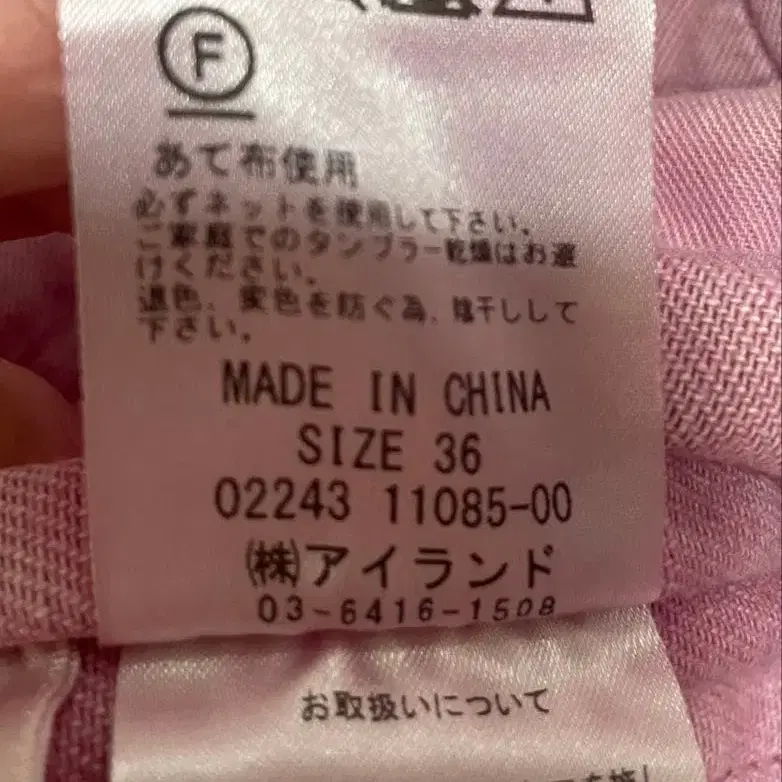 F
あて布使用
必ずネットを使用して下さい。
ご家庭でのタンブラー乾燥はお避
けください。
退色、変色を防ぐ為、陰干しして
下さい。
MADE IN CHINA
SIZE 36
02243 11085-00
㈱アイランド
03-6416-1508
お取扱いについて